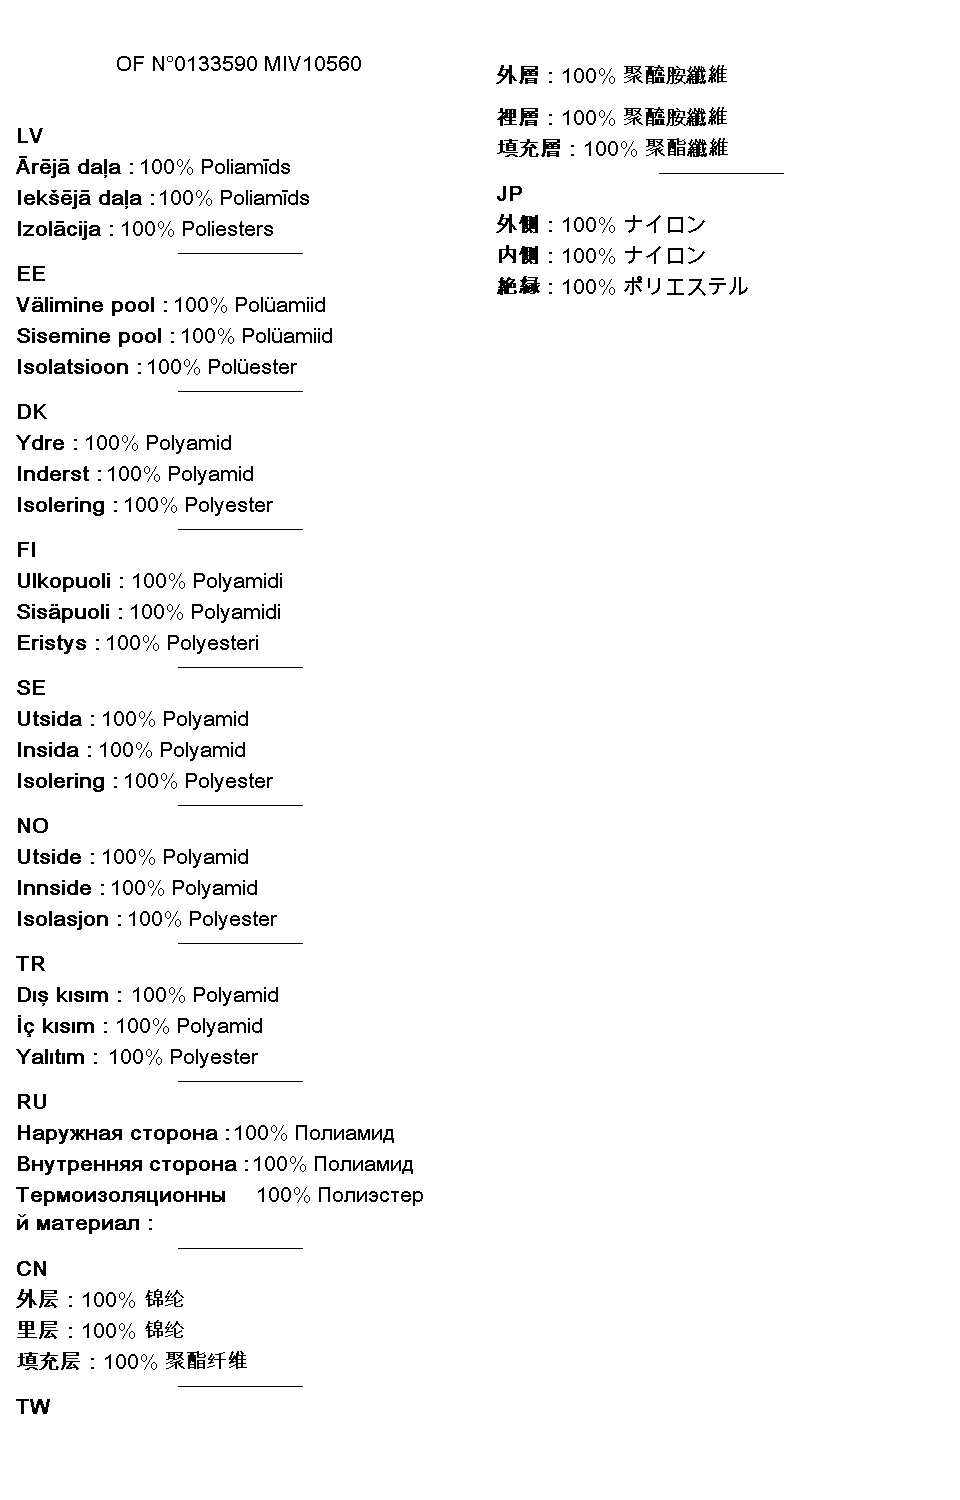 OF N°0133590 MIV10560
LV
Ārējā daļa : 100% Poliamīds
Iekšējā daļa : 100% Poliamīds
Izolācija : 100% Poliesters
EE
Välimine pool : 100% Polüamiid
Sisemine pool : 100% Polüamiid
Isolatsioon : 100% Polüester
DK
Ydre : 100% Polyamid
Inderst : 100% Polyamid
Isolering : 100% Polyester
FI
Ulkopuoli : 100% Polyamidi
Sisäpuoli : 100% Polyamidi
Eristys : 100% Polyesteri
SE
Utsida : 100% Polyamid
Insida : 100% Polyamid
Isolering : 100% Polyester
NO
Utside : 100% Polyamid
Innside : 100% Polyamid
Isolasjon : 100% Polyester
TR
Dış kısım : 100% Polyamid
İç kısım : 100% Polyamid
Yalıtım : 100% Polyester
RU
Наружная сторона : 100% Полиамид
Внутренняя сторона : 100% Полиамид
Термоизоляционны 100% Полиэстер
й материал :
CN
外层 : 100% 锦纶
里层 : 100% 锦纶
填充层 : 100% 聚酯纤维
TW
外層 : 100% 聚醯胺纖維
裡層 : 100% 聚醯胺纖維
填充層 : 100% 聚酯纖維
JP
外側 : 100% ナイロン
内側 : 100% ナイロン
絶縁 : 100% ポリエステル